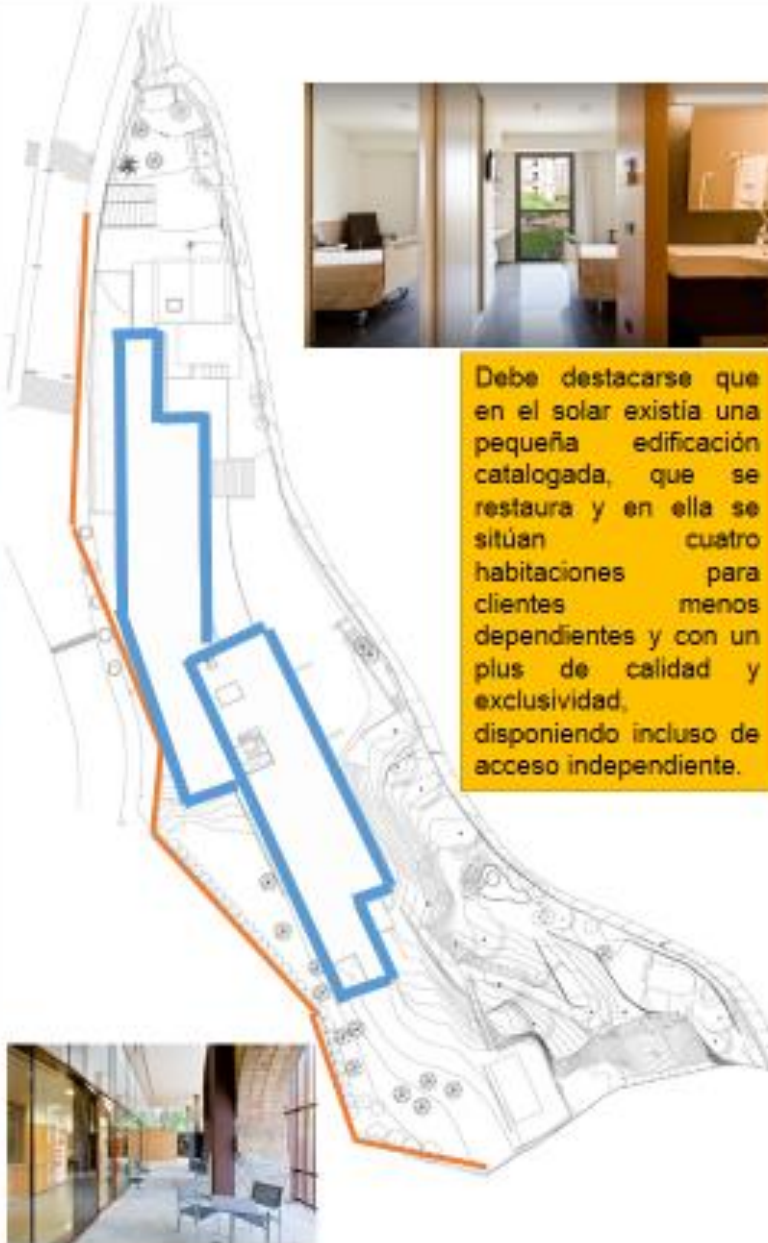 Debe destacarse que
en el solar existía una
pequeña edificación
catalogada, que se
restaura y en ella se
sitúan cuatro
habitaciones para
clientes menos
dependientes y con un
plus de calidad y
exclusividad,
disponiendo incluso de
acceso independiente.